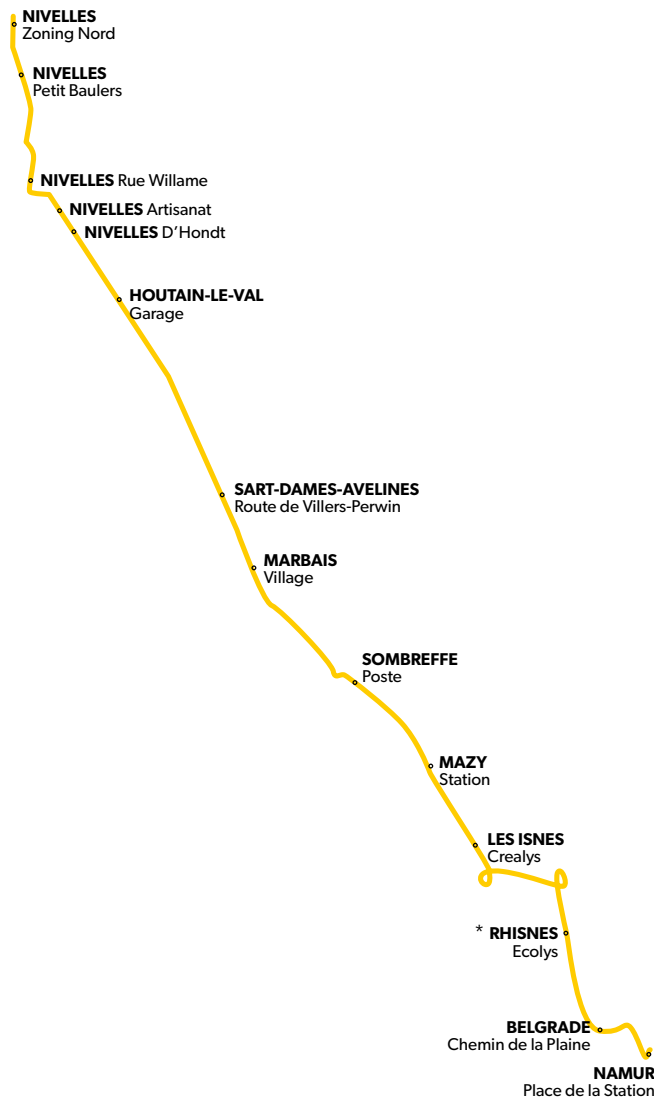 NIVELLES
Zoning Nord
NIVELLES
Petit Baulers
NIVELLES Rue Willame
NIVELLES Artisanat
NIVELLES D'Hondt
HOUTAIN-LE-VAL
Garage
SART-DAMES-AVELINES
Route de Villers-Perwin
MARBAIS
Village
SOMBREFFE
Poste
MAZY
Station
LES ISNES
Crealys
* RHISNES
Ecolys
BELGRADE
Chemin de la Plaine
NAMUR
Place de la Station